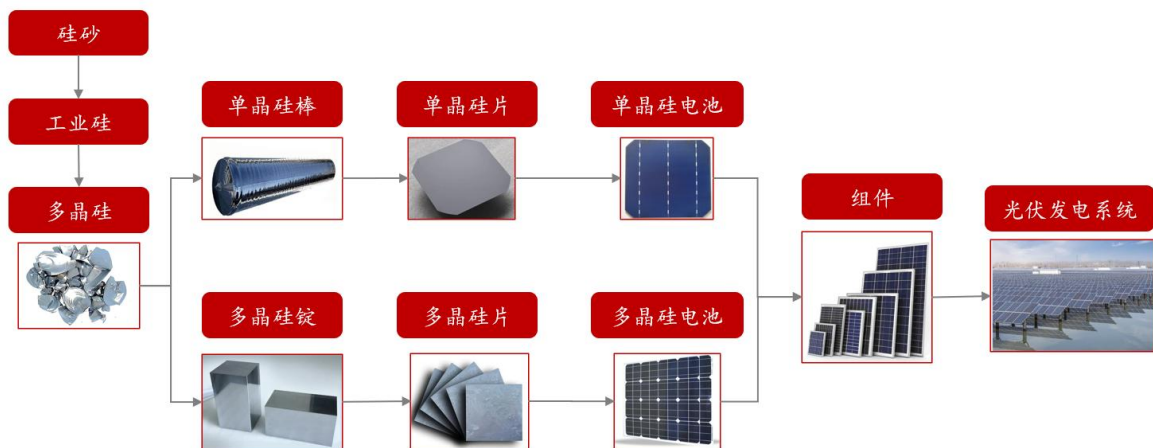 硅砂
工业硅
多晶硅
单晶硅棒
单晶硅片
单晶硅电池
多晶硅锭
多晶硅片
多晶硅电池
组件
光伏发电系统